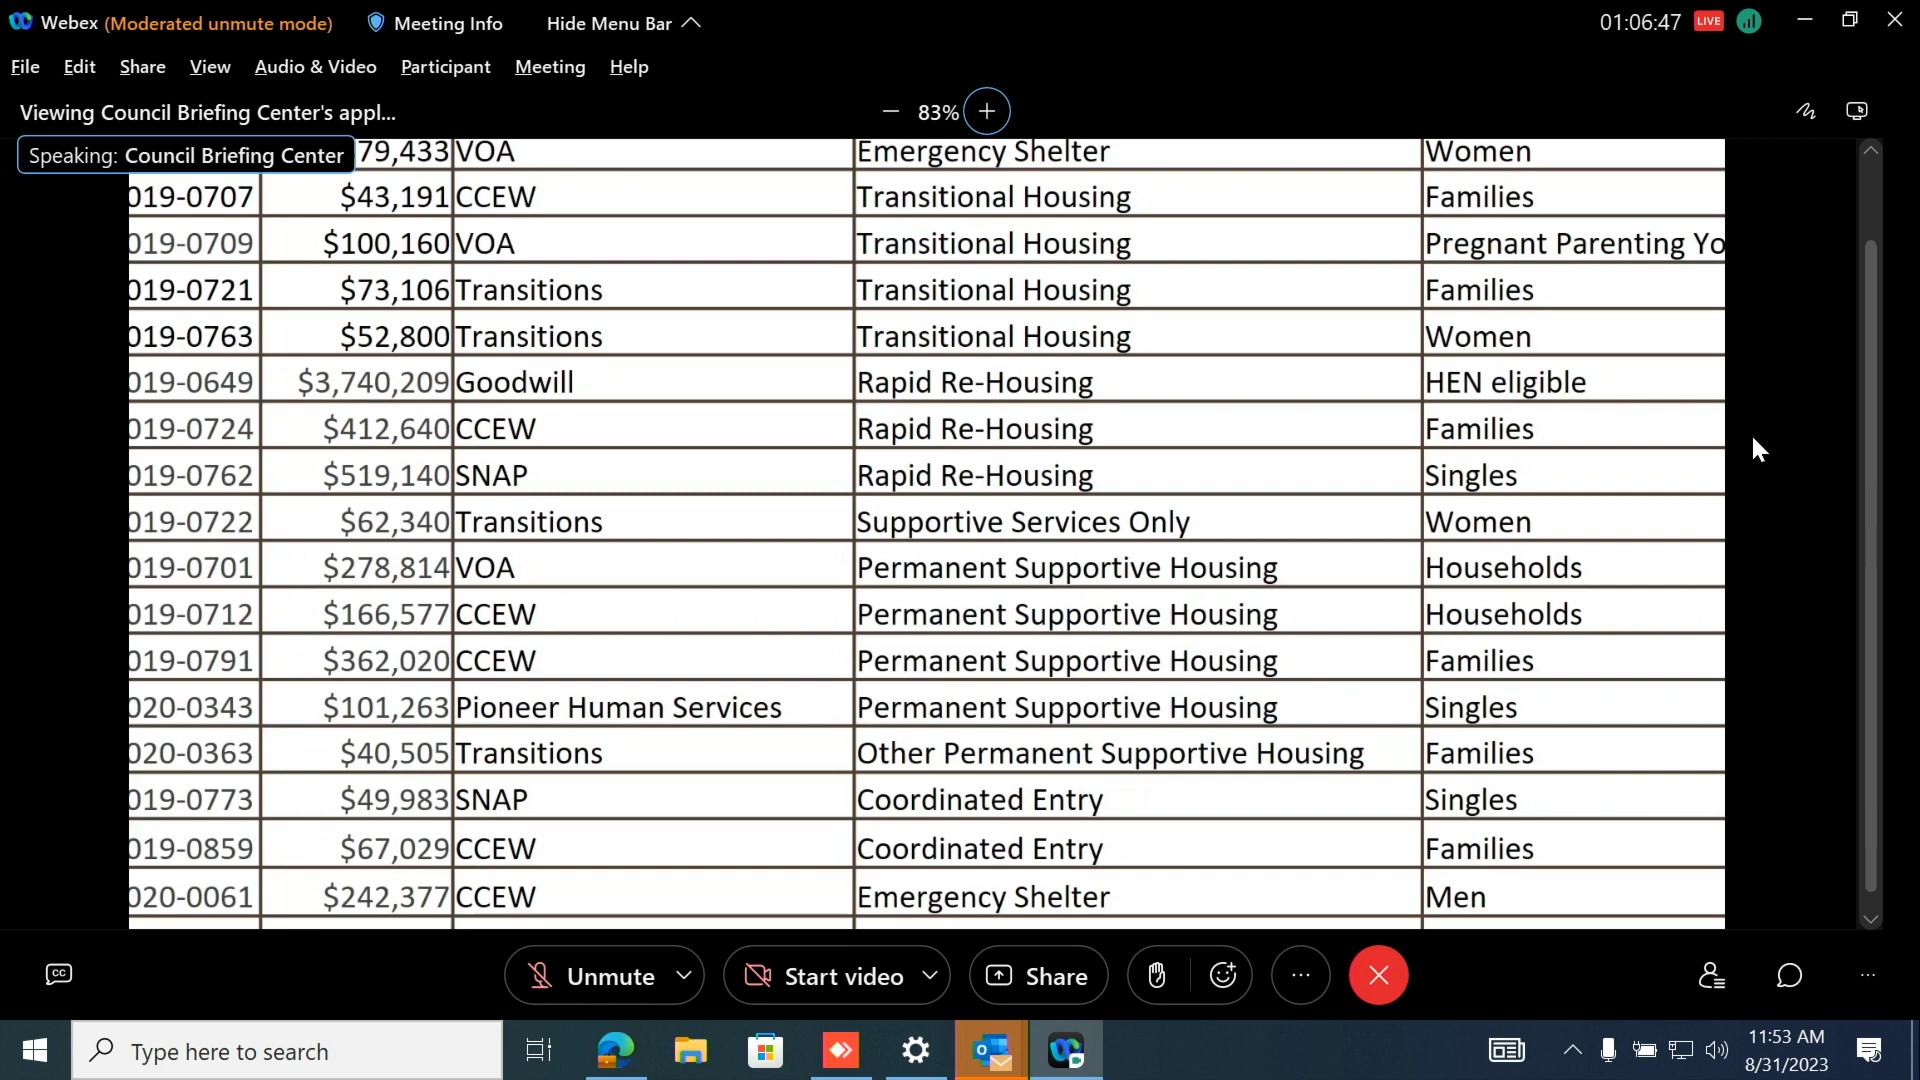 Webex (Moderated unmute mode) Meeting Info Hide Menu Bar 01:06:47 LIVE
File Edit Share View Audio & Video Participant Meeting Help
Viewing Council Briefing Center's appl... 83%
Speaking: Council Briefing Center 79,433 VOA Emergency Shelter Women
019-0707 $43,191 CCEW Transitional Housing Families
019-0709 $100,160 VOA Transitional Housing Pregnant Parenting Yo
019-0721 $73,106 Transitions Transitional Housing Families
019-0763 $52,800 Transitions Transitional Housing Women
019-0649 $3,740,209 Goodwill Rapid Re-Housing HEN eligible
019-0724 $412,640 CCEW Rapid Re-Housing Families
019-0762 $519,140 SNAP Rapid Re-Housing Singles
019-0722 $62,340 Transitions Supportive Services Only Women
019-0701 $278,814 VOA Permanent Supportive Housing Households
019-0712 $166,577 CCEW Permanent Supportive Housing Households
019-0791 $362,020 CCEW Permanent Supportive Housing Families
020-0343 $101,263 Pioneer Human Services Permanent Supportive Housing Singles
020-0363 $40,505 Transitions Other Permanent Supportive Housing Families
019-0773 $49,983 SNAP Coordinated Entry Singles
019-0859 $67,029 CCEW Coordinated Entry Families
020-0061 $242,377 CCEW Emergency Shelter Men
CC Unmute Start video Share
Type here to search 11:53 AM
8/31/2023